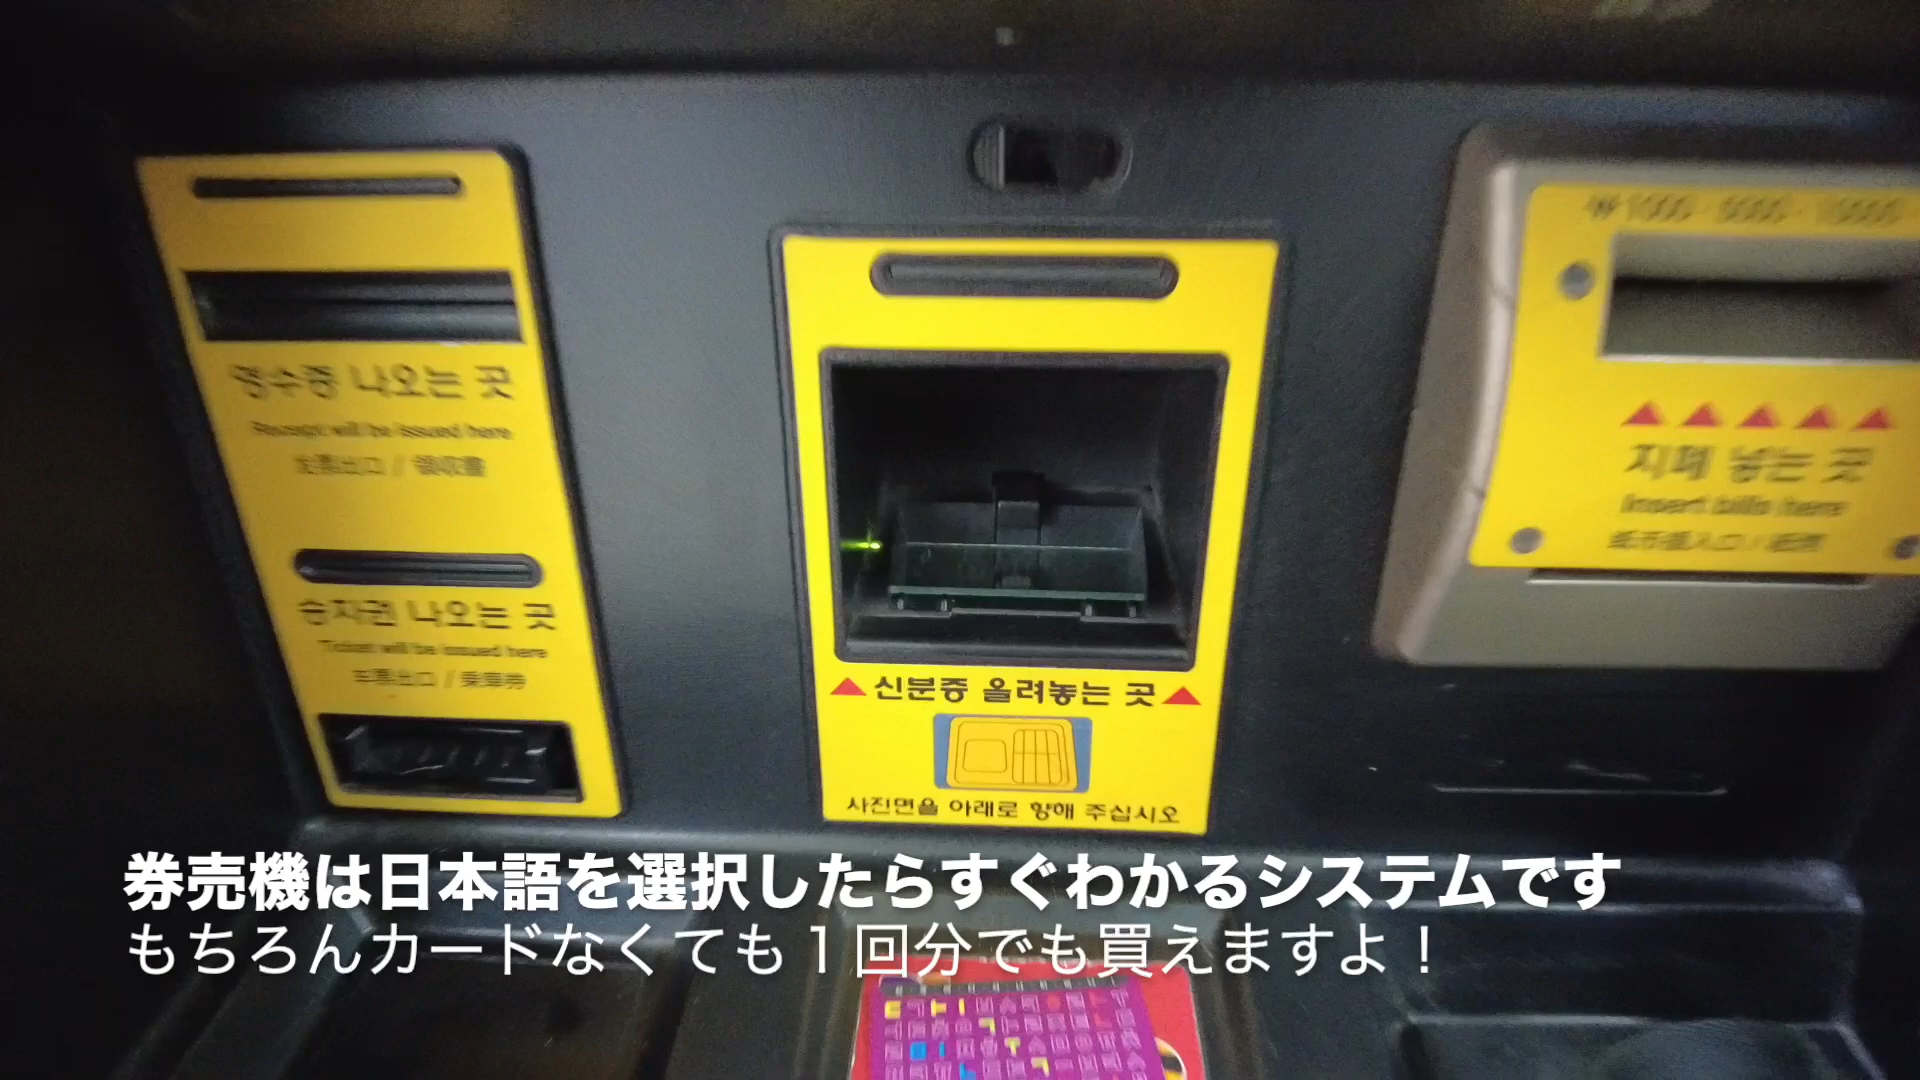 영수증 나오는 곳
Receipt will be issued here
승차권 나오는 곳
Ticket will be issued here
신분증 올려놓는 곳
사진면을 아래로 향해 주십시오
₩1000 · 5000 · 10000
지폐 넣는 곳
Insert bills here
券売機は日本語を選択したらすぐわかるシステムです
もちろんカードなくても1回分でも買えますよ！